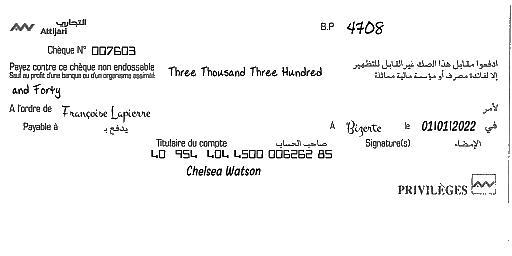 التجاري
Attijari
B.P 4708
Chèque N° 007603
Payez contre ce chèque non endossable
Sauf au profit d'une banque ou d'un organisme assimilé
Three Thousand Three Hundred
ادفعوا مقابل هذا الصك غير القابل للتظهير
إلا لفائدة مصرف أو مؤسسة مالية مماثلة
and Forty
A l'ordre de Françoise Lapierre لأمر
Payable à يدفع بـ
A Bizerte le 01/01/2022 في
Titulaire du compte صاحب الحساب
Signature(s) الإمضاء
40 954 404 4500 006262 85
Chelsea Watson
PRIVILÈGES